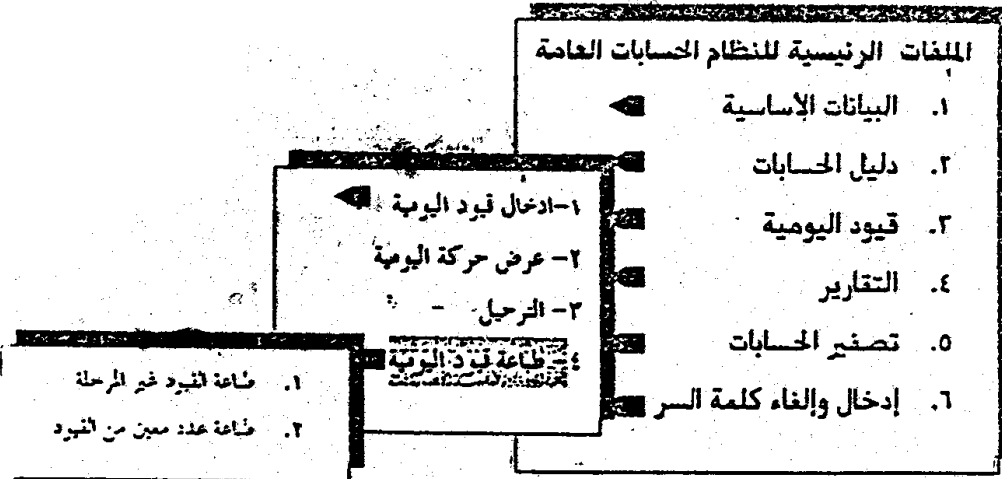 الملفات الرئيسية للنظام الحسابات العامة
١. البيانات الأساسية
٢. دليل الحسابات
٣. قيود اليومية
٤. التقارير
٥. تصفير الحسابات
٦. إدخال وإلغاء كلمة السر
١-ادخال قيود اليومية
٢- عرض حركة اليومية
٣- الترحيل -
٤- طباعة قيود اليومية
١. طباعة القيود غير المرحلة
٢. طباعة عدد معين من القيود